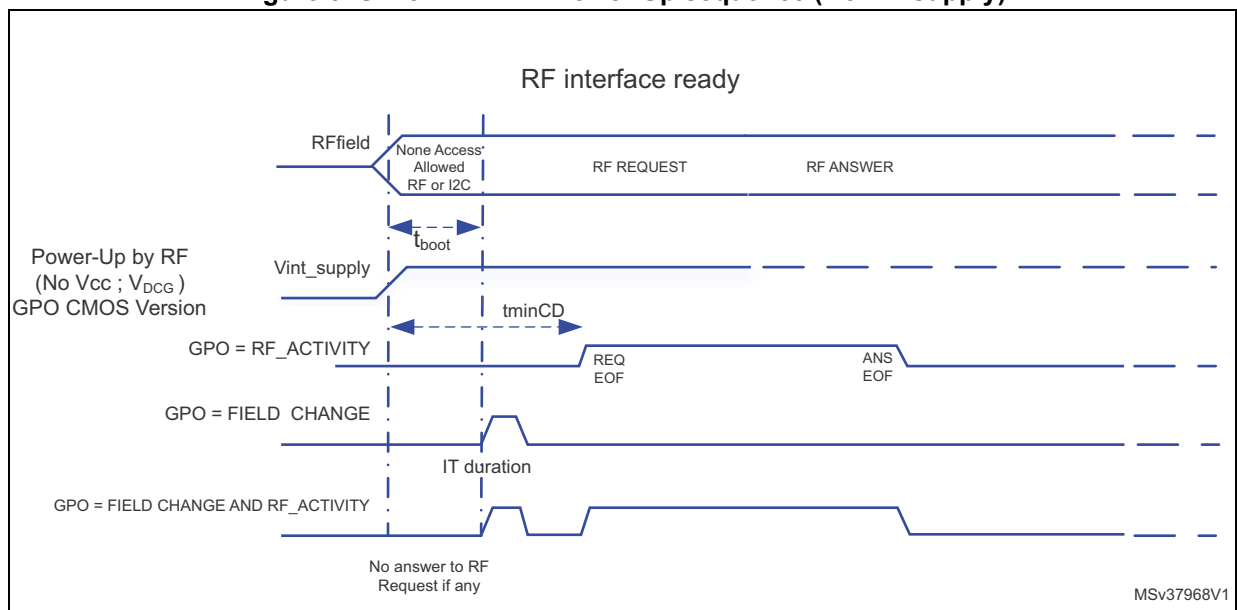 RF interface ready
RFfield
None Access
Allowed
RF or I2C
RF REQUEST
RF ANSWER
tboot
Power-Up by RF
(No Vcc ; VDCG )
GPO CMOS Version
Vint_supply
tminCD
GPO = RF_ACTIVITY
REQ
EOF
ANS
EOF
GPO = FIELD CHANGE
IT duration
GPO = FIELD CHANGE AND RF_ACTIVITY
No answer to RF
Request if any
MSv37968V1